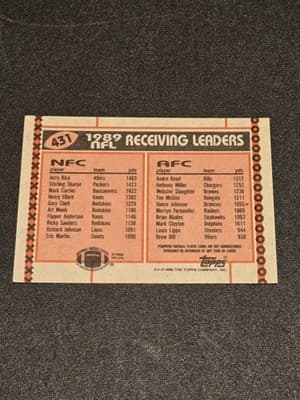 431
1989 NFL RECEIVING LEADERS
NFC
player team yds
Jerry Rice 49ers 1483
Sterling Sharpe Packers 1423
Mark Carrier Buccaneers 1422
Henry Ellard Rams 1382
Gary Clark Redskins 1229
Art Monk Redskins 1186
Flipper Anderson Rams 1146
Ricky Sanders Redskins 1138
Richard Johnson Lions 1091
Eric Martin Saints 1090
AFC
player team yds
Andre Reed Bills 1312
Anthony Miller Chargers 1252
Webster Slaughter Browns 1236
Tim McGee Bengals 1211
Vance Johnson Broncos 1095
Mervyn Fernandez Raiders 1069
Brian Blades Seahawks 1063
Mark Clayton Dolphins 1011
Louis Lipps Steelers 944
Drew Hill Oilers 938
TOPPS